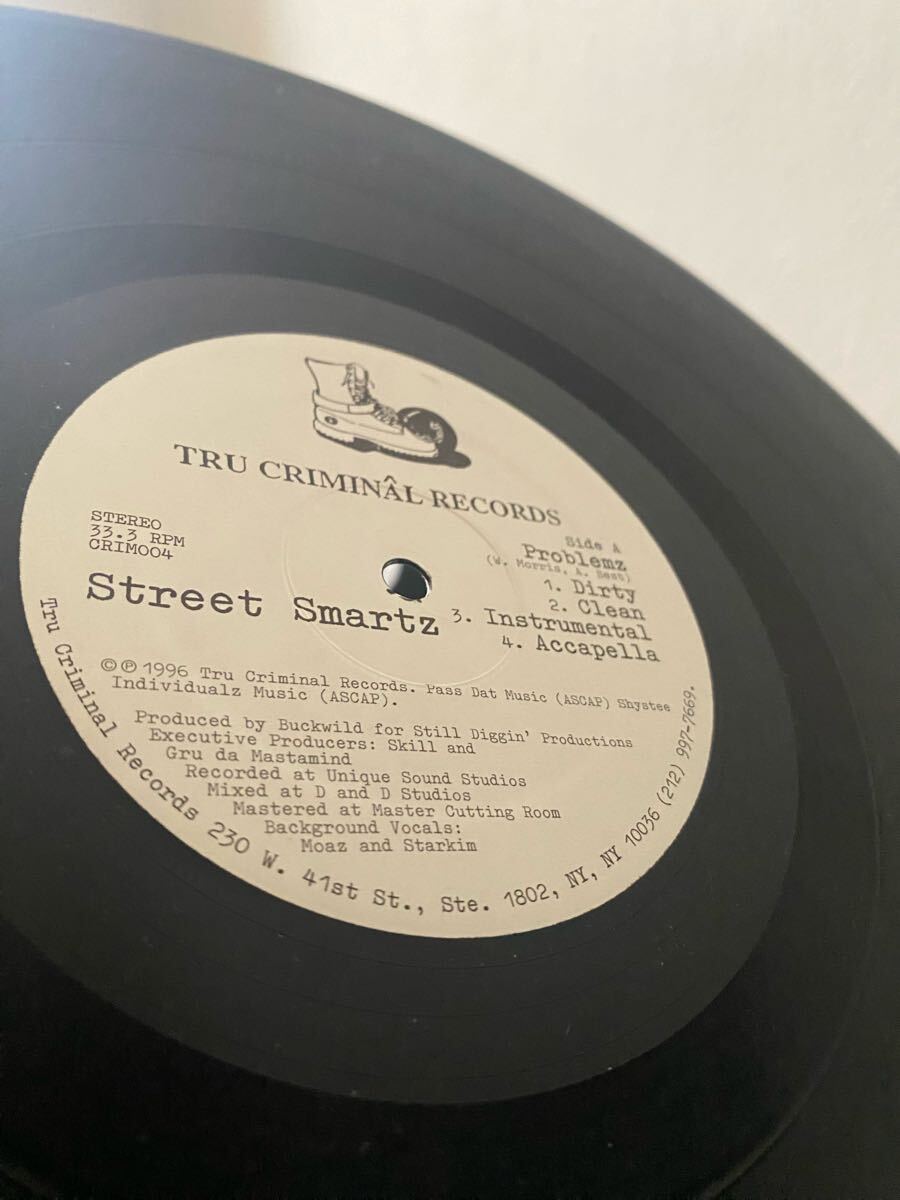 TRU CRIMINÂL RECORDS
STEREO
33.3 RPM
CRIM004
Street Smartz
Side A
Problemz
(W. Morris, A. Best)
1. Dirty
2. Clean
3. Instrumental
4. Accapella
©℗1996 Tru Criminal Records. Pass Dat Music (ASCAP) Shystee
Individualz Music (ASCAP).
Produced by Buckwild for Still Diggin' Productions
Executive Producers: Skill and
Gru da Mastamind
Recorded at Unique Sound Studios
Mixed at D and D Studios
Mastered at Master Cutting Room
Background Vocals:
Moaz and Starkim
Tru Criminal Records 230 W. 41st St., Ste. 1802, NY, NY 10036 (212) 997-7669.